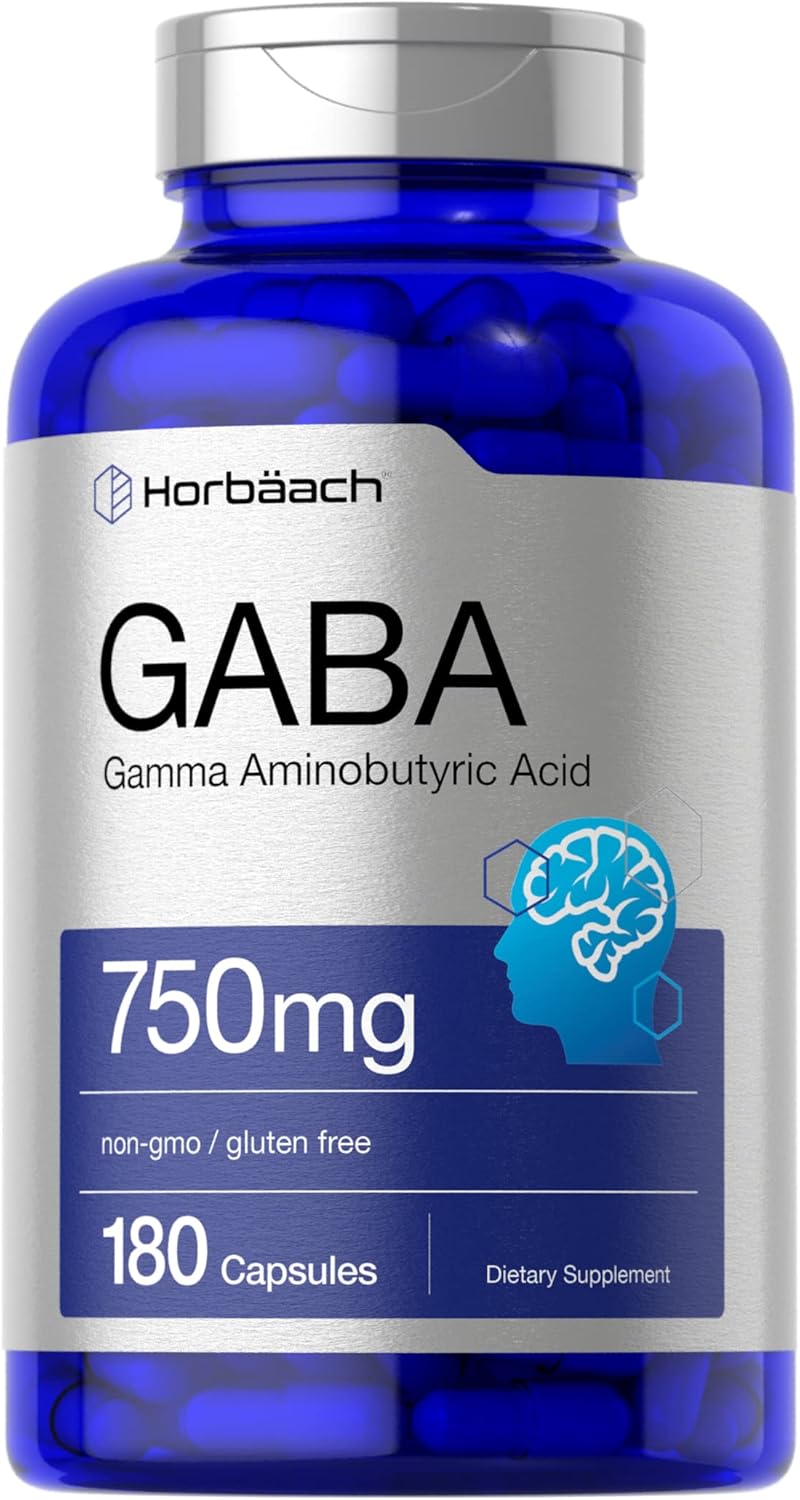 Horbäach
GABA
Gamma Aminobutyric Acid
750mg
non-gmo / gluten free
180 Capsules
Dietary Supplement